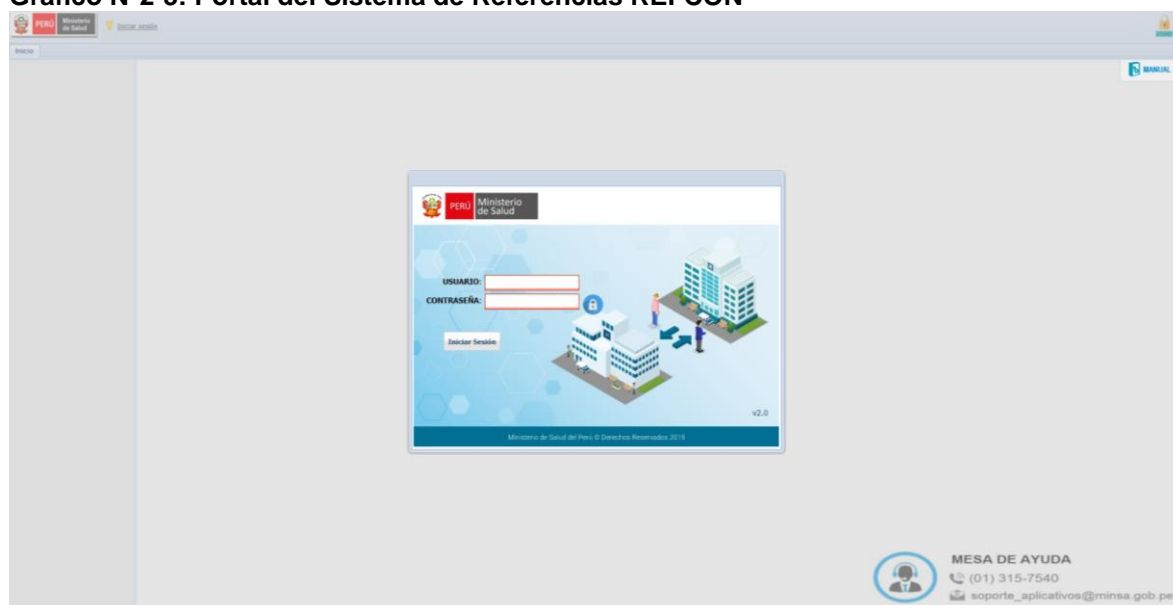 Gráfico N°2-3: Portal del Sistema de Referencias REFCON
PERÚ Ministerio de Salud Iniciar sesión
Inicio
MANUAL
PERÚ Ministerio
de Salud
USUARIO:
CONTRASEÑA:
Iniciar Sesión
v2.0
Ministerio de Salud del Perú © Derechos Reservados 2019
MESA DE AYUDA
(01) 315-7540
soporte_aplicativos@minsa.gob.pe